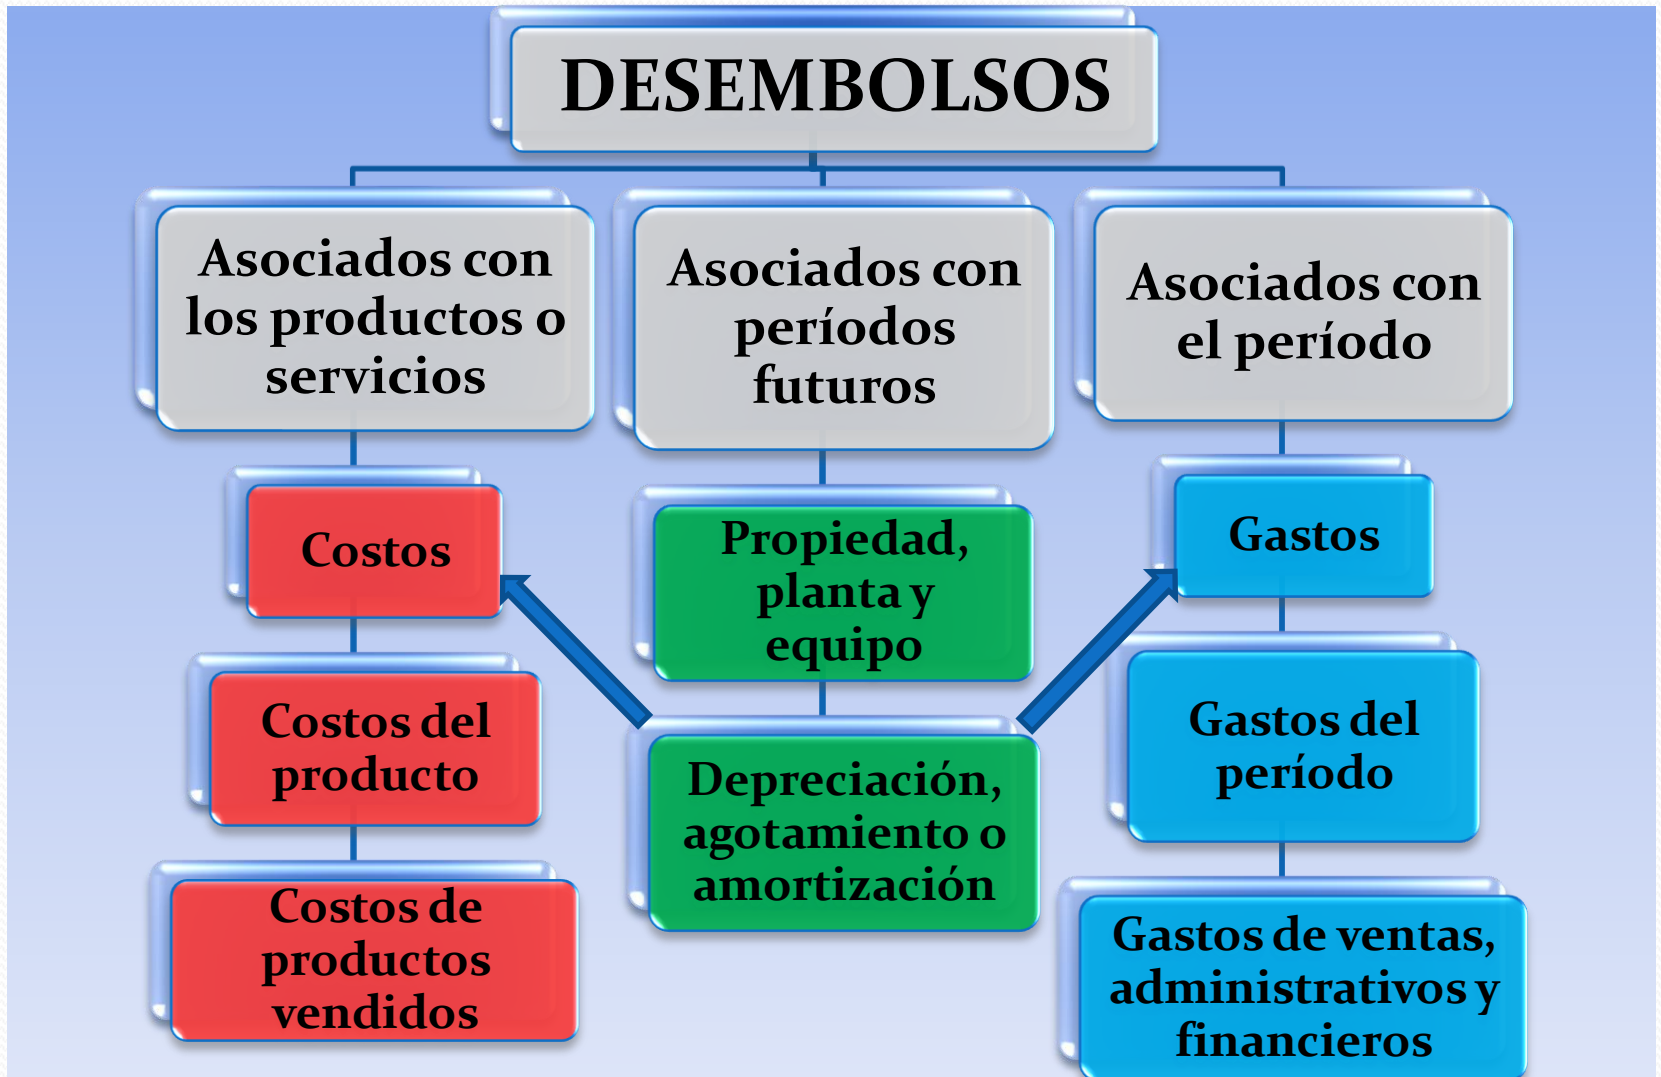 DESEMBOLSOS
Asociados con
los productos o
servicios
Asociados con
períodos
futuros
Asociados con
el período
Costos
Propiedad,
planta y
equipo
Gastos
Costos del
producto
Depreciación,
agotamiento o
amortización
Gastos del
período
Costos de
productos
vendidos
Gastos de ventas,
administrativos y
financieros